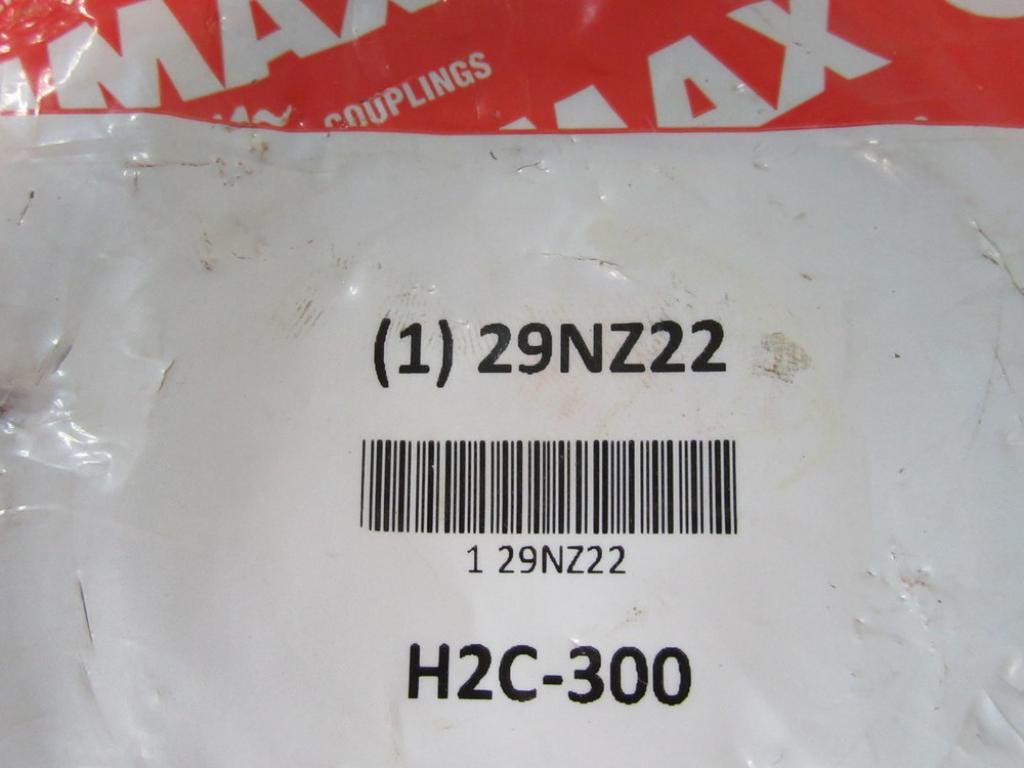 MAX
COUPLINGS
MAX
(1) 29NZ22
1 29NZ22
H2C-300